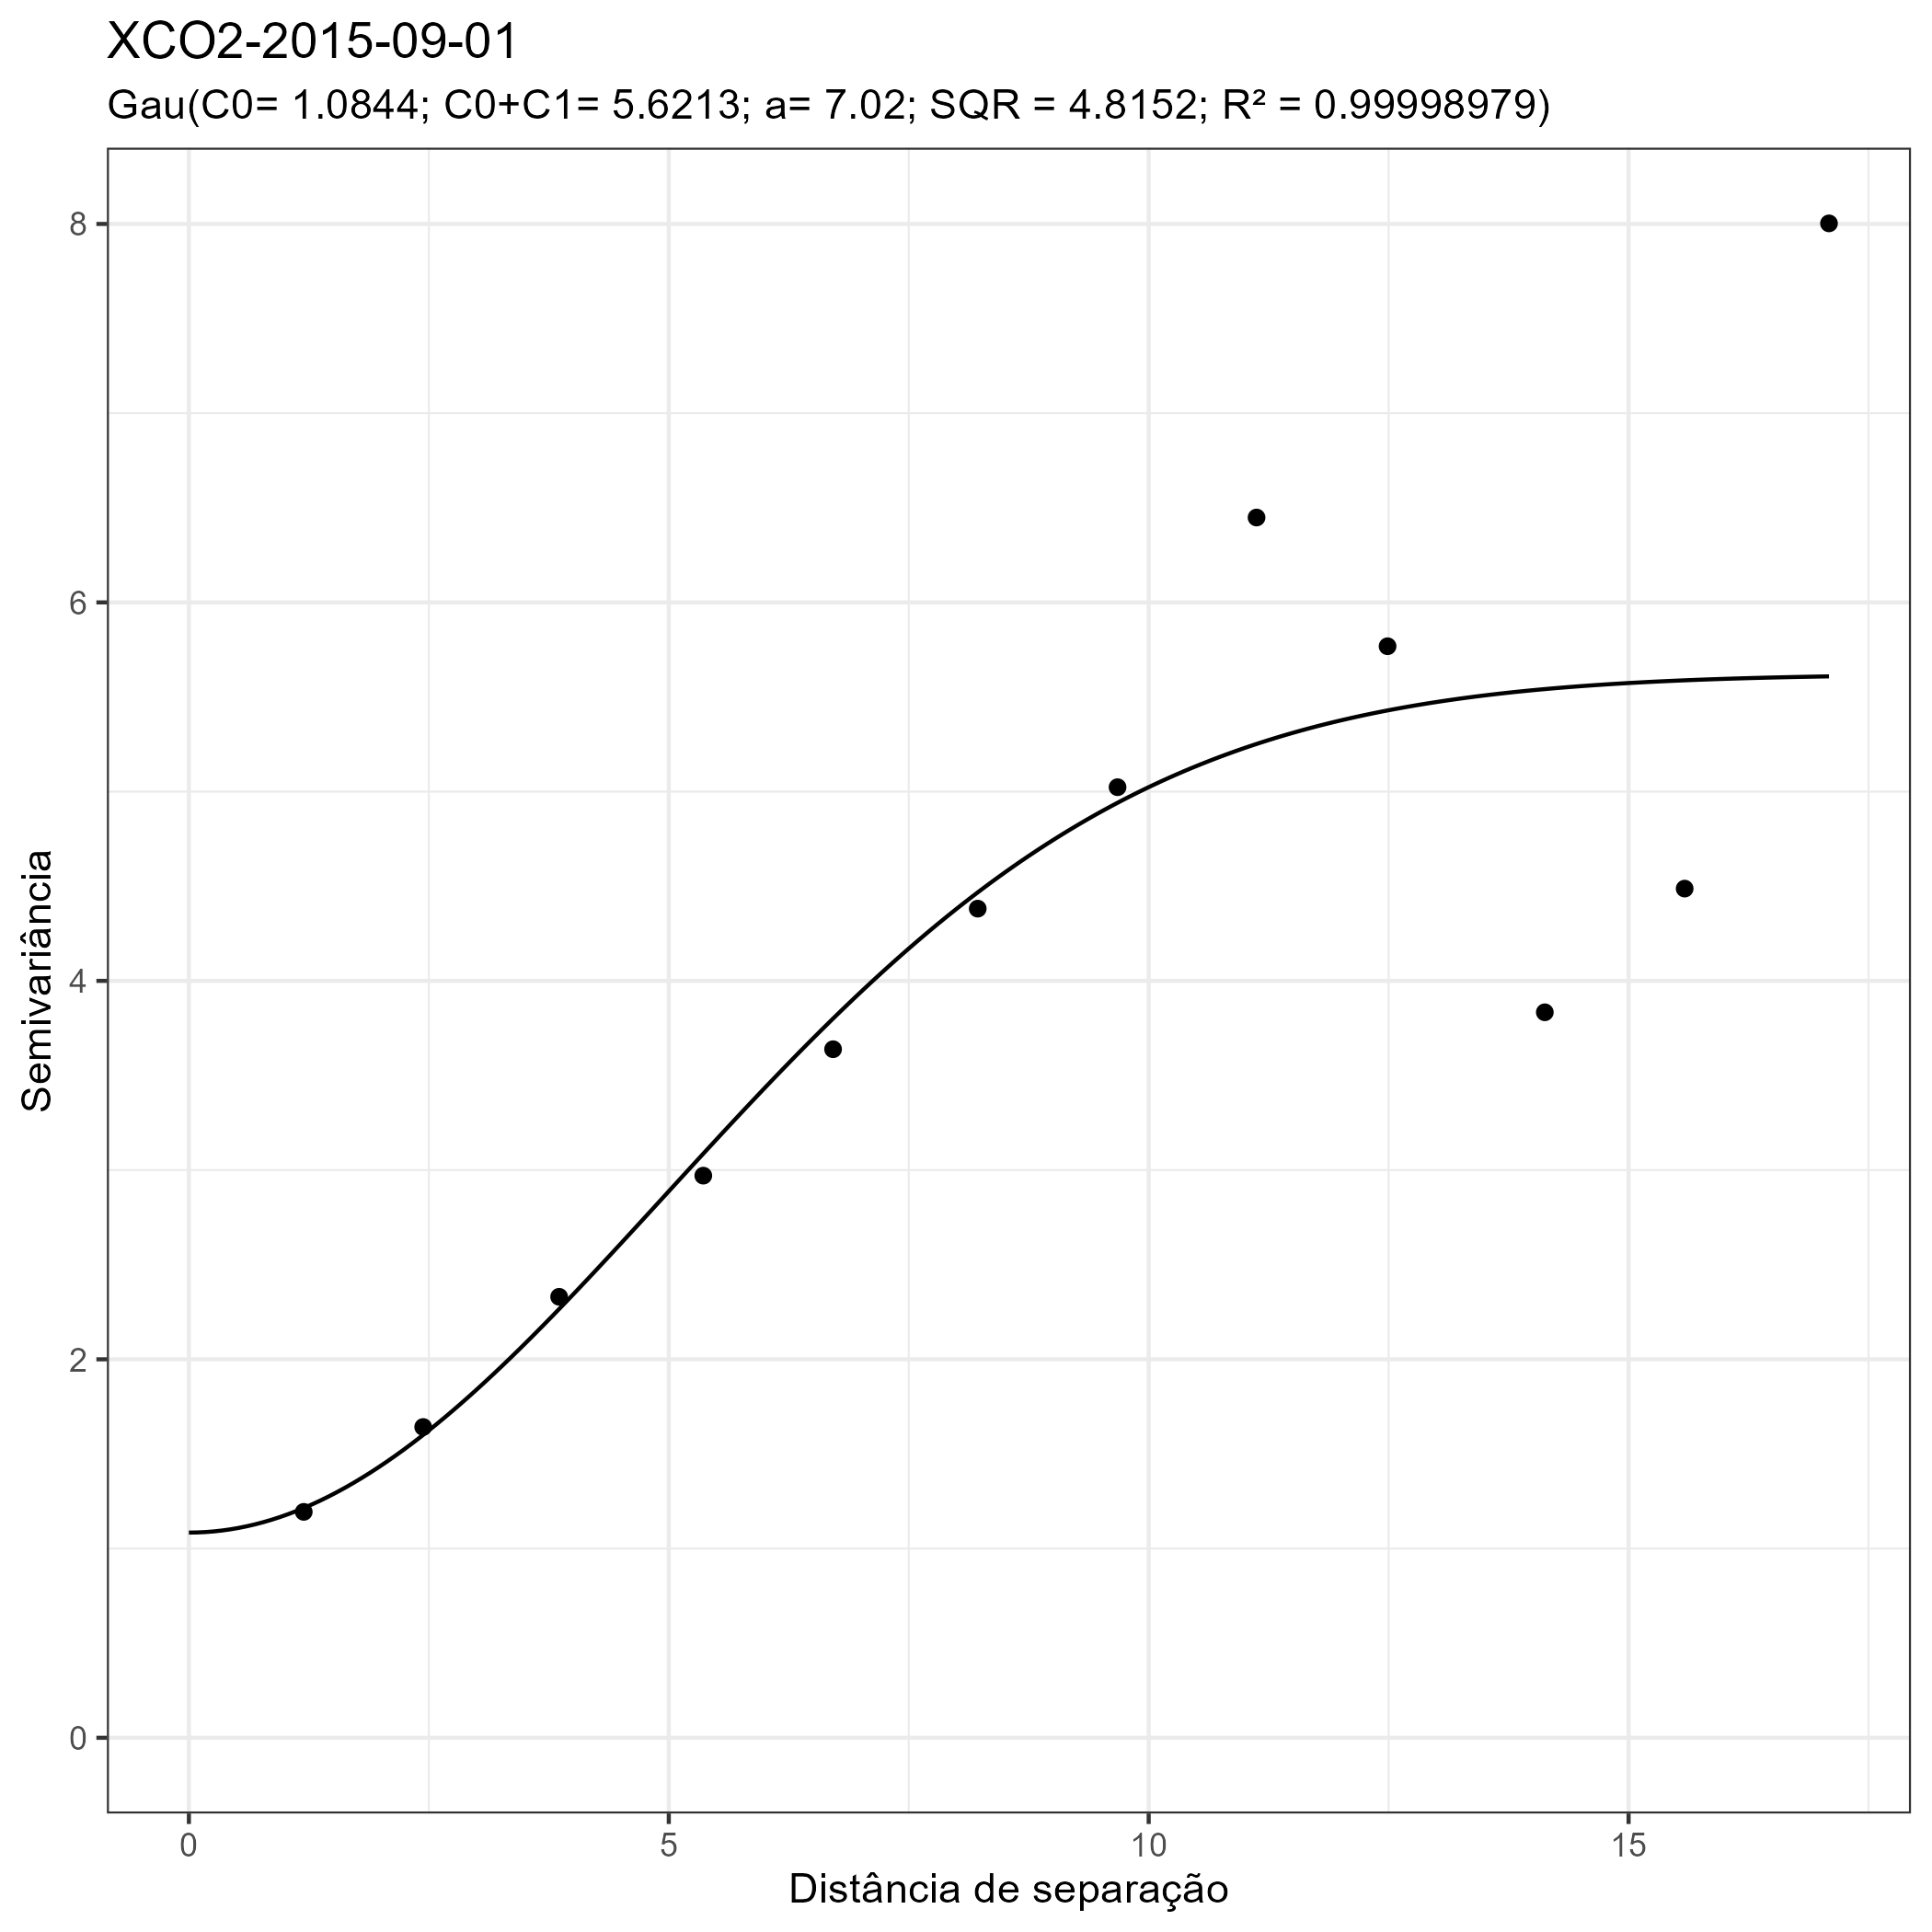 XCO2-2015-09-01
Gau(C0= 1.0844; C0+C1= 5.6213; a= 7.02; SQR = 4.8152; R² = 0.99998979)
8
6
4
2
0
Semivariância
0 5 10 15
Distância de separação